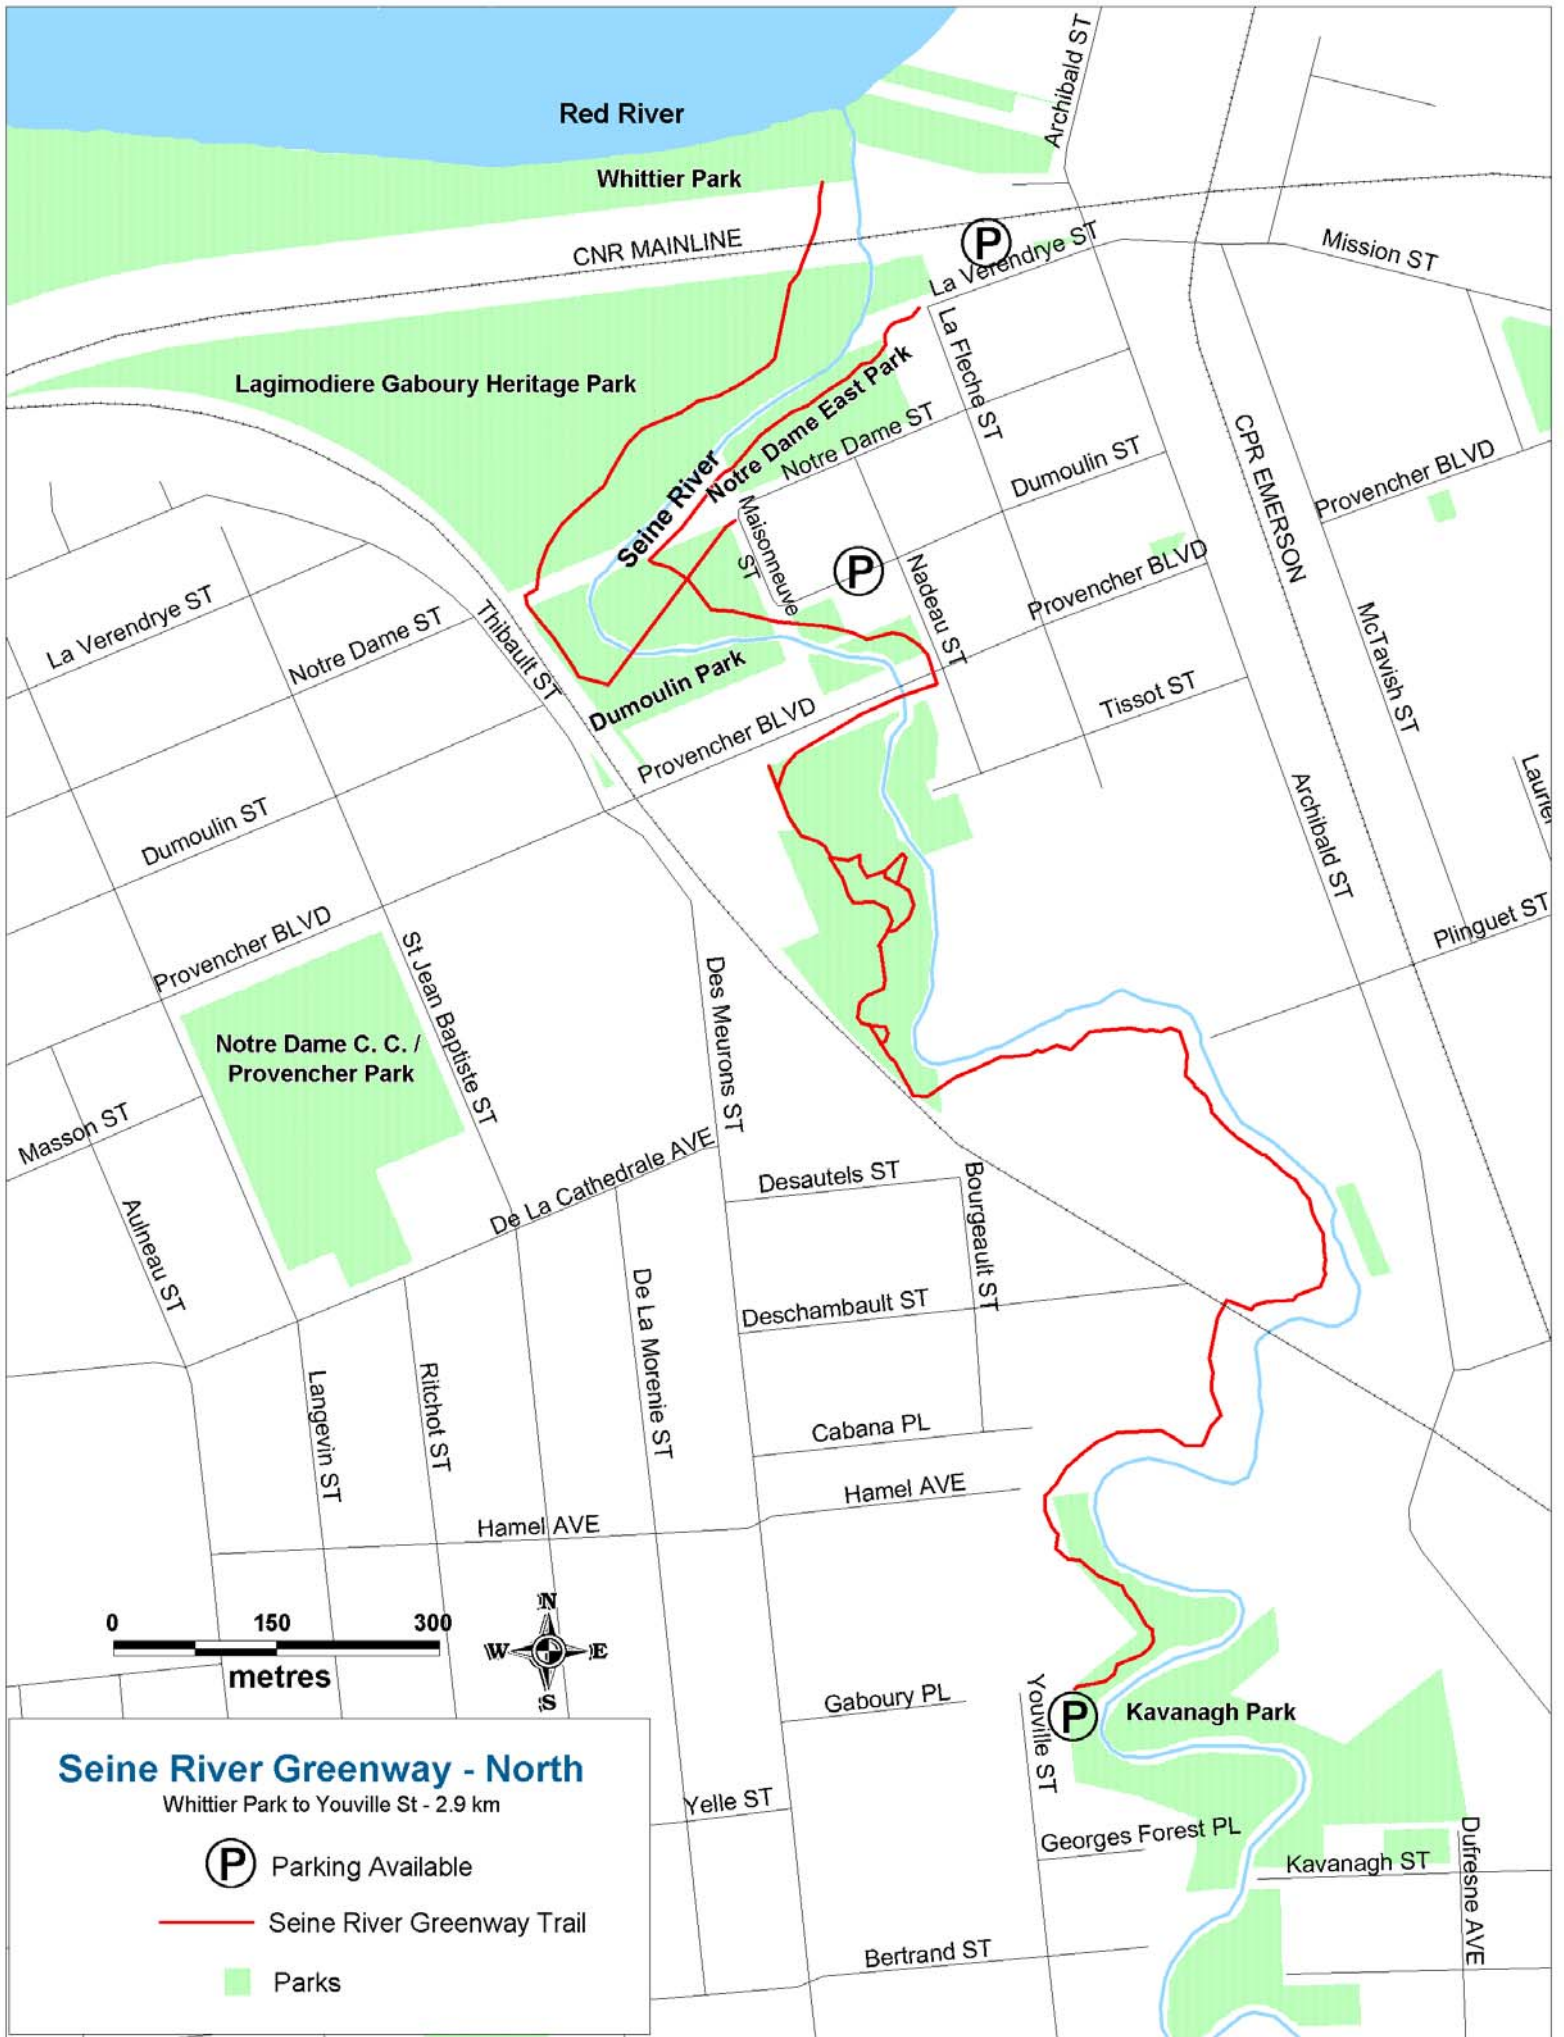 Archibald ST
Red River
Whittier Park
CNR MAINLINE
P
La Verendrye ST
Mission ST
La Fleche ST
Lagimodiere Gaboury Heritage Park
Notre Dame East Park
Notre Dame ST
Seine River
Dumoulin ST
CPR EMERSON
Provencher BLVD
Maisonneuve
ST
P
Nadeau ST
Provencher BLVD
La Verendrye ST
Notre Dame ST
Thibault ST
McTavish ST
Dumoulin Park
Tissot ST
Provencher BLVD
Laurier
Dumoulin ST
Archibald ST
Provencher BLVD
Plinguet ST
St Jean Baptiste ST
Des Meurons ST
Notre Dame C. C. /
Provencher Park
Masson ST
De La Cathedrale AVE
Desautels ST
Bourgeault ST
Aulneau ST
De La Morenie ST
Deschambault ST
Langevin ST
Ritchot ST
Cabana PL
Hamel AVE
Hamel AVE
N
W
E
S
0 150 300
metres
Gaboury PL
Youville ST
P
Kavanagh Park
Seine River Greenway - North
Whittier Park to Youville St - 2.9 km
Yelle ST
Georges Forest PL
Dufresne AVE
Kavanagh ST
P Parking Available
Seine River Greenway Trail
Bertrand ST
Parks